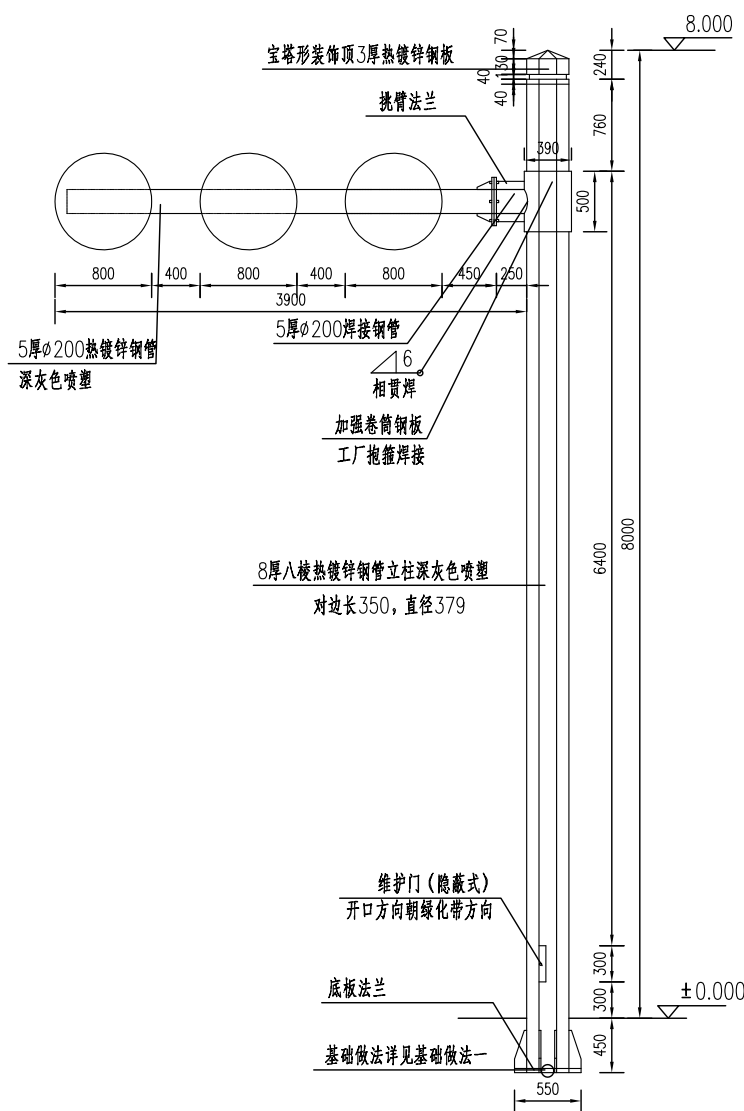 8.000
70
宝塔形装饰顶3厚热镀锌钢板
130
240
40
40
挑臂法兰
760
390
500
800
400
800
400
800
450
250
3900
5厚φ200焊接钢管
5厚φ200热镀锌钢管
深灰色喷塑
6
相贯焊
加强卷筒钢板
工厂抱箍焊接
6400
8000
8厚八棱热镀锌钢管立柱深灰色喷塑
对边长350，直径379
维护门（隐蔽式）
开口方向朝绿化带方向
300
底板法兰
300
±0.000
450
基础做法详见基础做法一
550